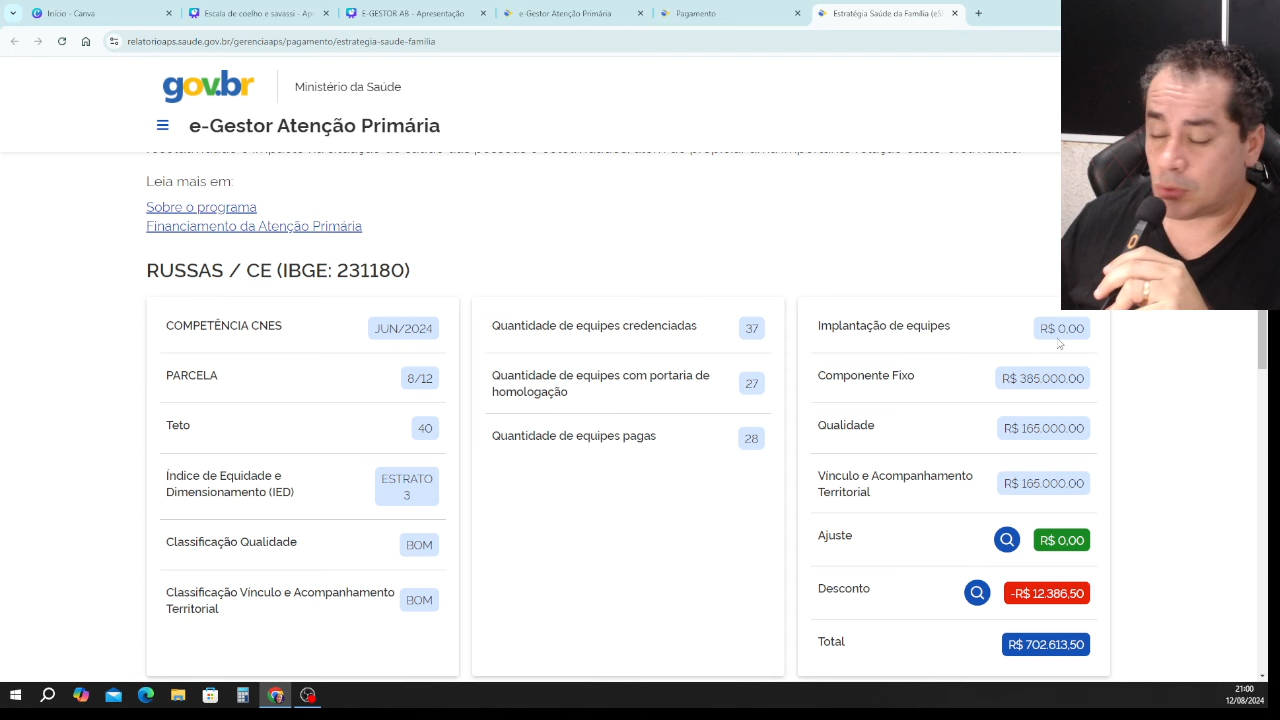 Início - Canva
Escala de coelho e savassi - Ap
E-GESTOR AB - Apresentação
e-Gestor Atenção Primária
Pagamento
Estratégia Saúde da Família (eS
relatorioaps.saude.gov.br/gerenciaaps/pagamento/estrategia-saude-familia
gov.br
Ministério da Saúde
e-Gestor Atenção Primária
Leia mais em:
Sobre o programa
Financiamento da Atenção Primária
RUSSAS / CE (IBGE: 231180)
COMPETÊNCIA CNES
JUN/2024
PARCELA
8/12
Teto
40
Índice de Equidade e
Dimensionamento (IED)
ESTRATO
3
Classificação Qualidade
BOM
Classificação Vínculo e Acompanhamento
Territorial
BOM
Quantidade de equipes credenciadas
37
Quantidade de equipes com portaria de
homologação
27
Quantidade de equipes pagas
28
Implantação de equipes
R$ 0,00
Componente Fixo
R$ 385.000,00
Qualidade
R$ 165.000,00
Vínculo e Acompanhamento
Territorial
R$ 165.000,00
Ajuste
R$ 0,00
Desconto
-R$ 12.386,50
Total
R$ 702.613,50
21:00
12/08/2024